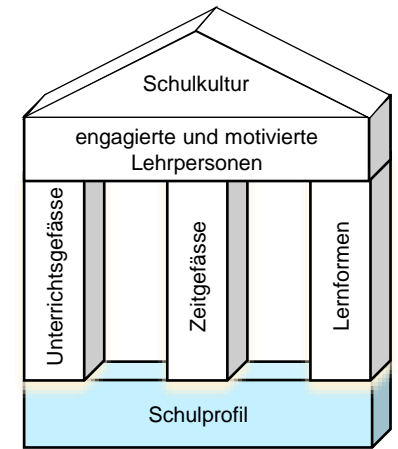 Schulkultur
engagierte und motivierte
Lehrpersonen
Unterrichtsgefässe
Zeitgefässe
Lernformen
Schulprofil